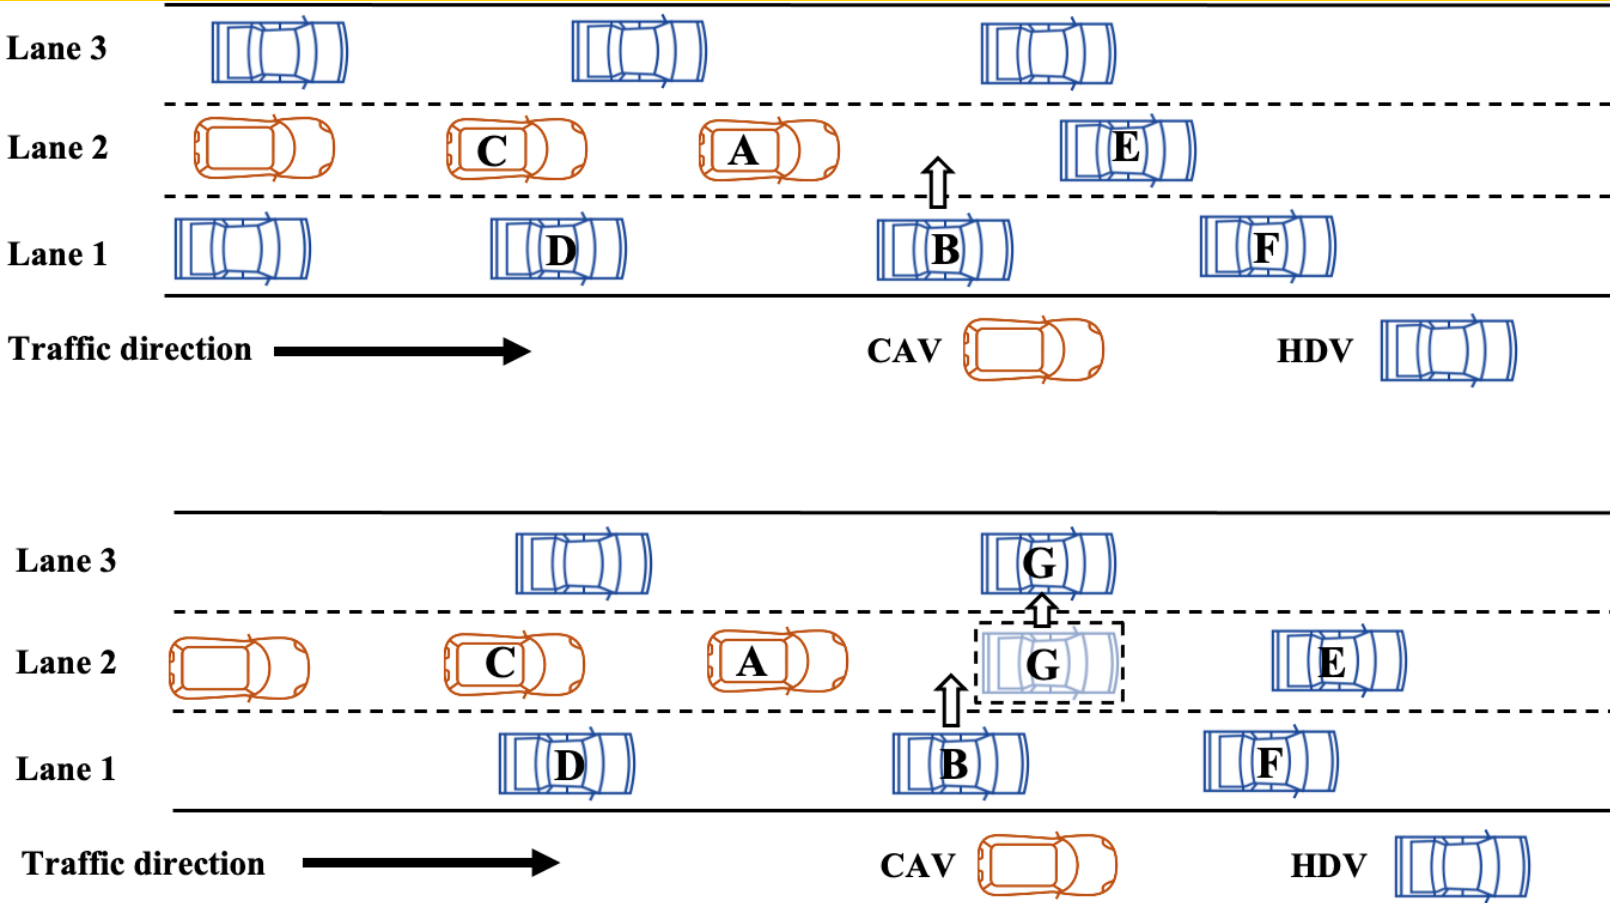 Lane 3
Lane 2 C A E
Lane 1 D B F
Traffic direction CAV HDV
Lane 3 G
Lane 2 C A G E
Lane 1 D B F
Traffic direction CAV HDV